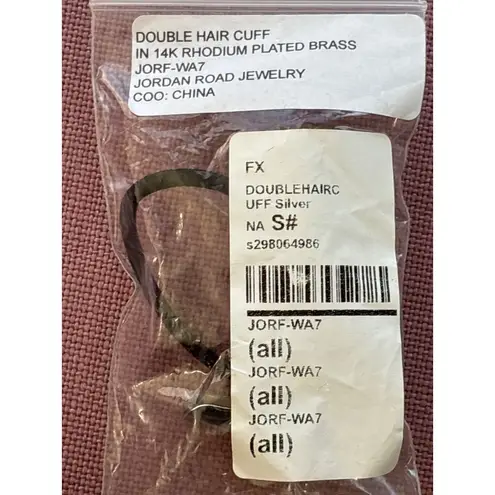 DOUBLE HAIR CUFF
IN 14K RHODIUM PLATED BRASS
JORF-WA7
JORDAN ROAD JEWELRY
COO: CHINA
FX
DOUBLEHAIRC
UFF Silver
NA S#
s298064986
JORF-WA7
(all)
JORF-WA7
(all)
JORF-WA7
(all)